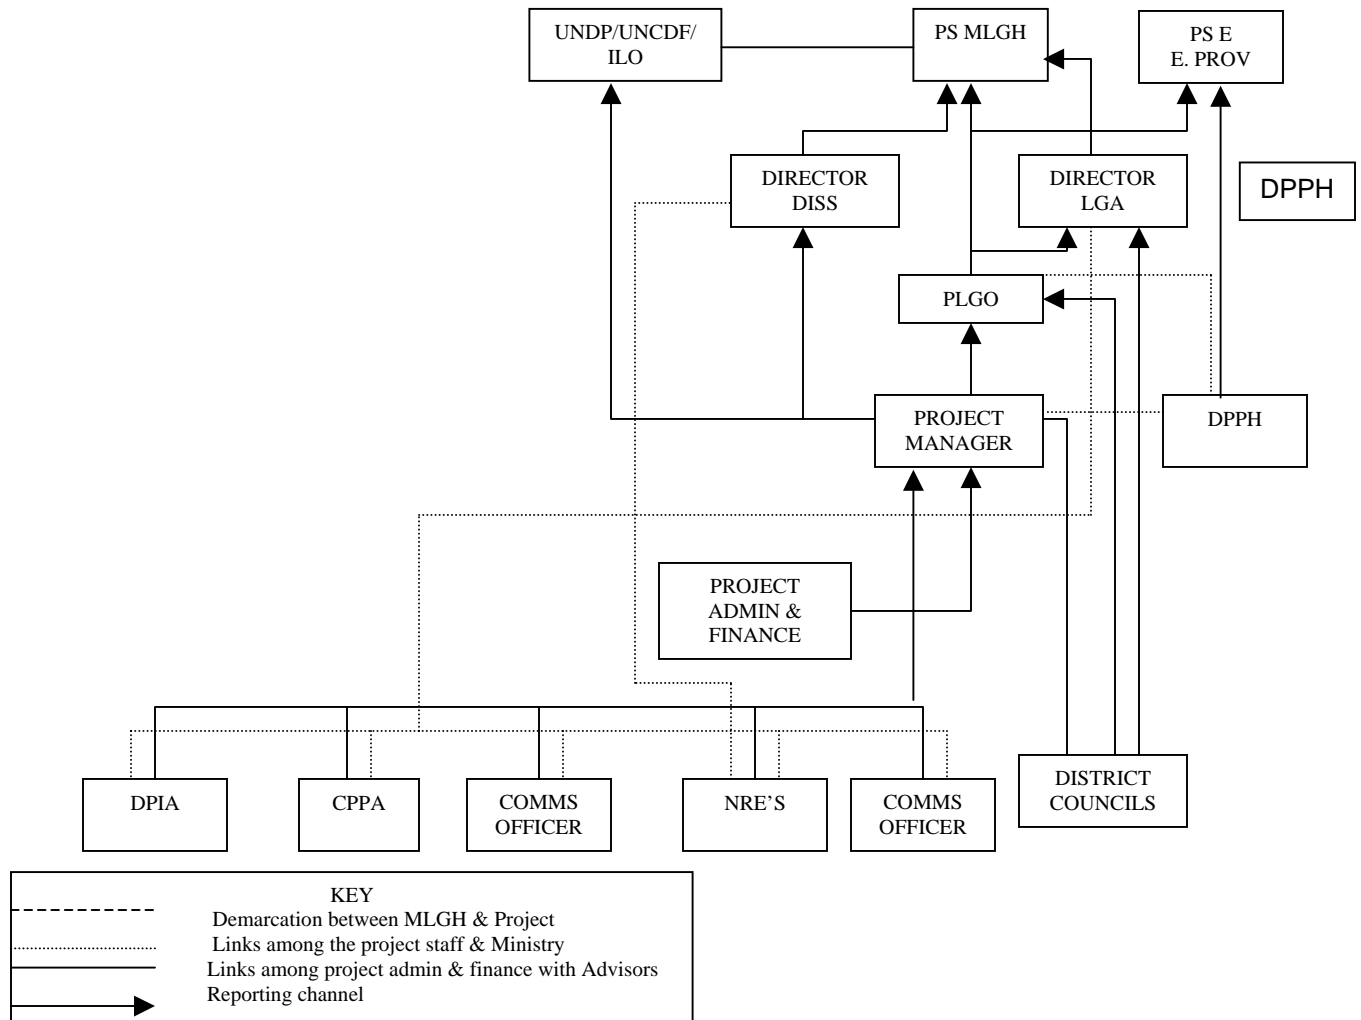 UNDP/UNCDF/
ILO
PS MLGH
PS E
E. PROV
DIRECTOR
DISS
DIRECTOR
LGA
DPPH
PLGO
PROJECT
MANAGER
DPPH
PROJECT
ADMIN &
FINANCE
DPIA
CPPA
COMMS
OFFICER
NRE'S
COMMS
OFFICER
DISTRICT
COUNCILS
KEY
Demarcation between MLGH & Project
Links among the project staff & Ministry
Links among project admin & finance with Advisors
Reporting channel